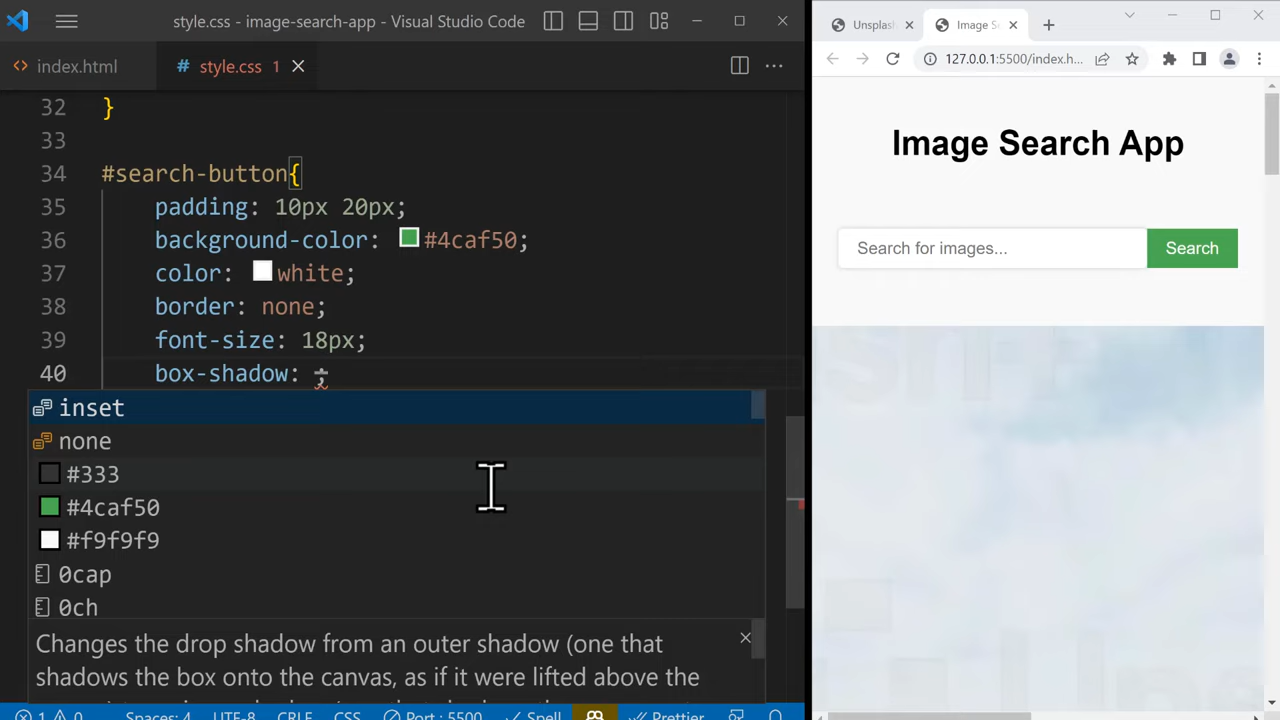 style.css - image-search-app - Visual Studio Code
index.html
# style.css 1
32 }
33
34 #search-button{
35 padding: 10px 20px;
36 background-color: #4caf50;
37 color: white;
38 border: none;
39 font-size: 18px;
40 box-shadow: ;
inset
none
#333
#4caf50
#f9f9f9
0cap
0ch
Changes the drop shadow from an outer shadow (one that
shadows the box onto the canvas, as if it were lifted above the
1 0 Spaces: 4 UTF-8 CRLF CSS Port : 5500 Spell Prettier
Unsplas
Image S
127.0.0.1:5500/index.h...
Image Search App
Search for images...
Search